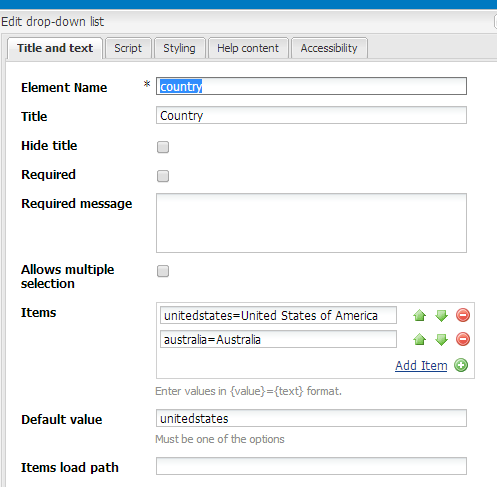 Edit drop-down list
Title and text Script Styling Help content Accessibility
Element Name * country
Title Country
Hide title
Required
Required message
Allows multiple
selection
Items unitedstates=United States of America
australia=Australia
Add Item
Enter values in {value}={text} format.
Default value unitedstates
Must be one of the options
Items load path